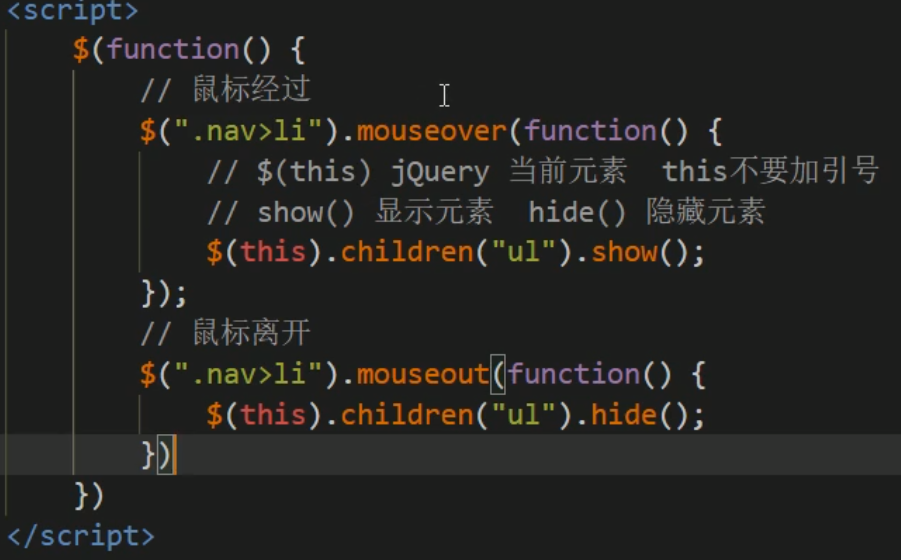 <script>
$(function() {
// 鼠标经过
$(".nav>li").mouseover(function() {
// $(this) jQuery 当前元素  this不要加引号
// show() 显示元素  hide() 隐藏元素
$(this).children("ul").show();
});
// 鼠标离开
$(".nav>li").mouseout(function() {
$(this).children("ul").hide();
})
})
</script>